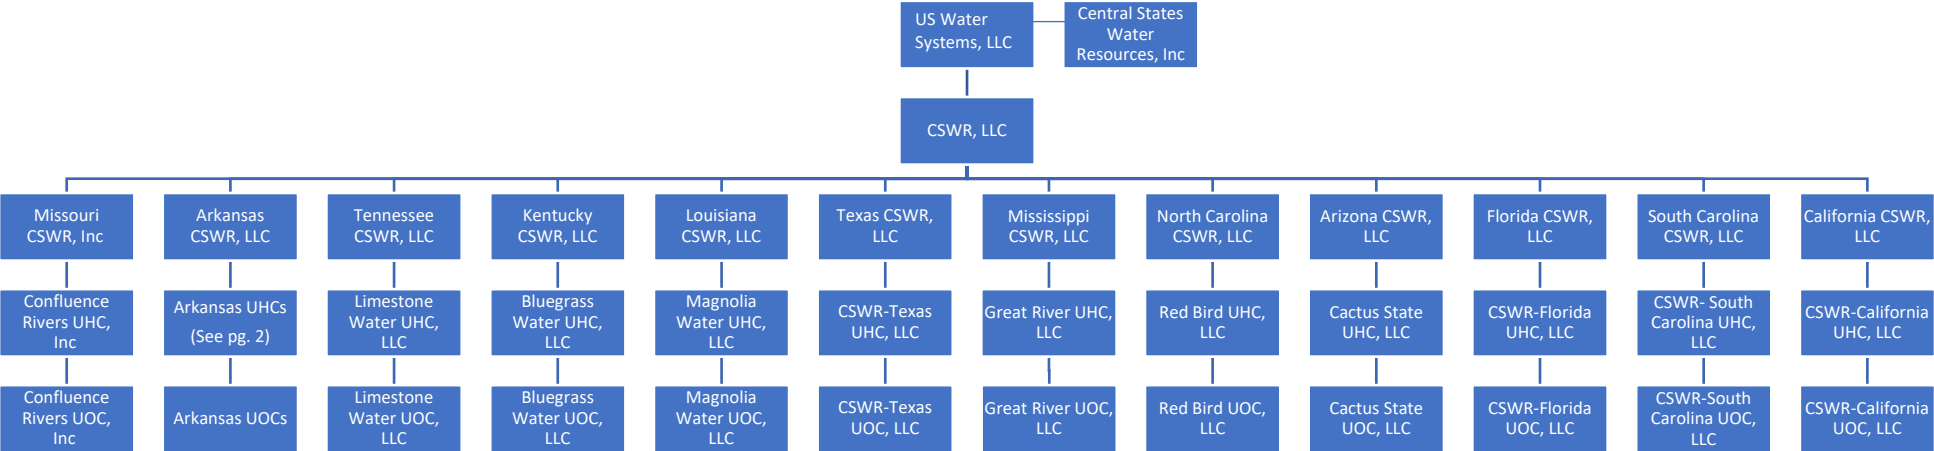 US Water
Systems, LLC
Central States
Water
Resources, Inc
CSWR, LLC
Missouri
CSWR, Inc
Arkansas
CSWR, LLC
Tennessee
CSWR, LLC
Kentucky
CSWR, LLC
Louisiana
CSWR, LLC
Texas CSWR,
LLC
Mississippi
CSWR, LLC
North Carolina
CSWR, LLC
Arizona CSWR,
LLC
Florida CSWR,
LLC
South Carolina
CSWR, LLC
California CSWR,
LLC
Confluence
Rivers UHC,
Inc
Arkansas UHCs
(See pg. 2)
Limestone
Water UHC,
LLC
Bluegrass
Water UHC,
LLC
Magnolia
Water UHC,
LLC
CSWR-Texas
UHC, LLC
Great River UHC,
LLC
Red Bird UHC,
LLC
Cactus State
UHC, LLC
CSWR-Florida
UHC, LLC
CSWR- South
Carolina UHC,
LLC
CSWR-California
UHC, LLC
Confluence
Rivers UOC,
Inc
Arkansas UOCs
Limestone
Water UOC,
LLC
Bluegrass
Water UOC,
LLC
Magnolia
Water UOC,
LLC
CSWR-Texas
UOC, LLC
Great River UOC,
LLC
Red Bird UOC,
LLC
Cactus State
UOC, LLC
CSWR-Florida
UOC, LLC
CSWR-South
Carolina UOC,
LLC
CSWR-California
UOC, LLC